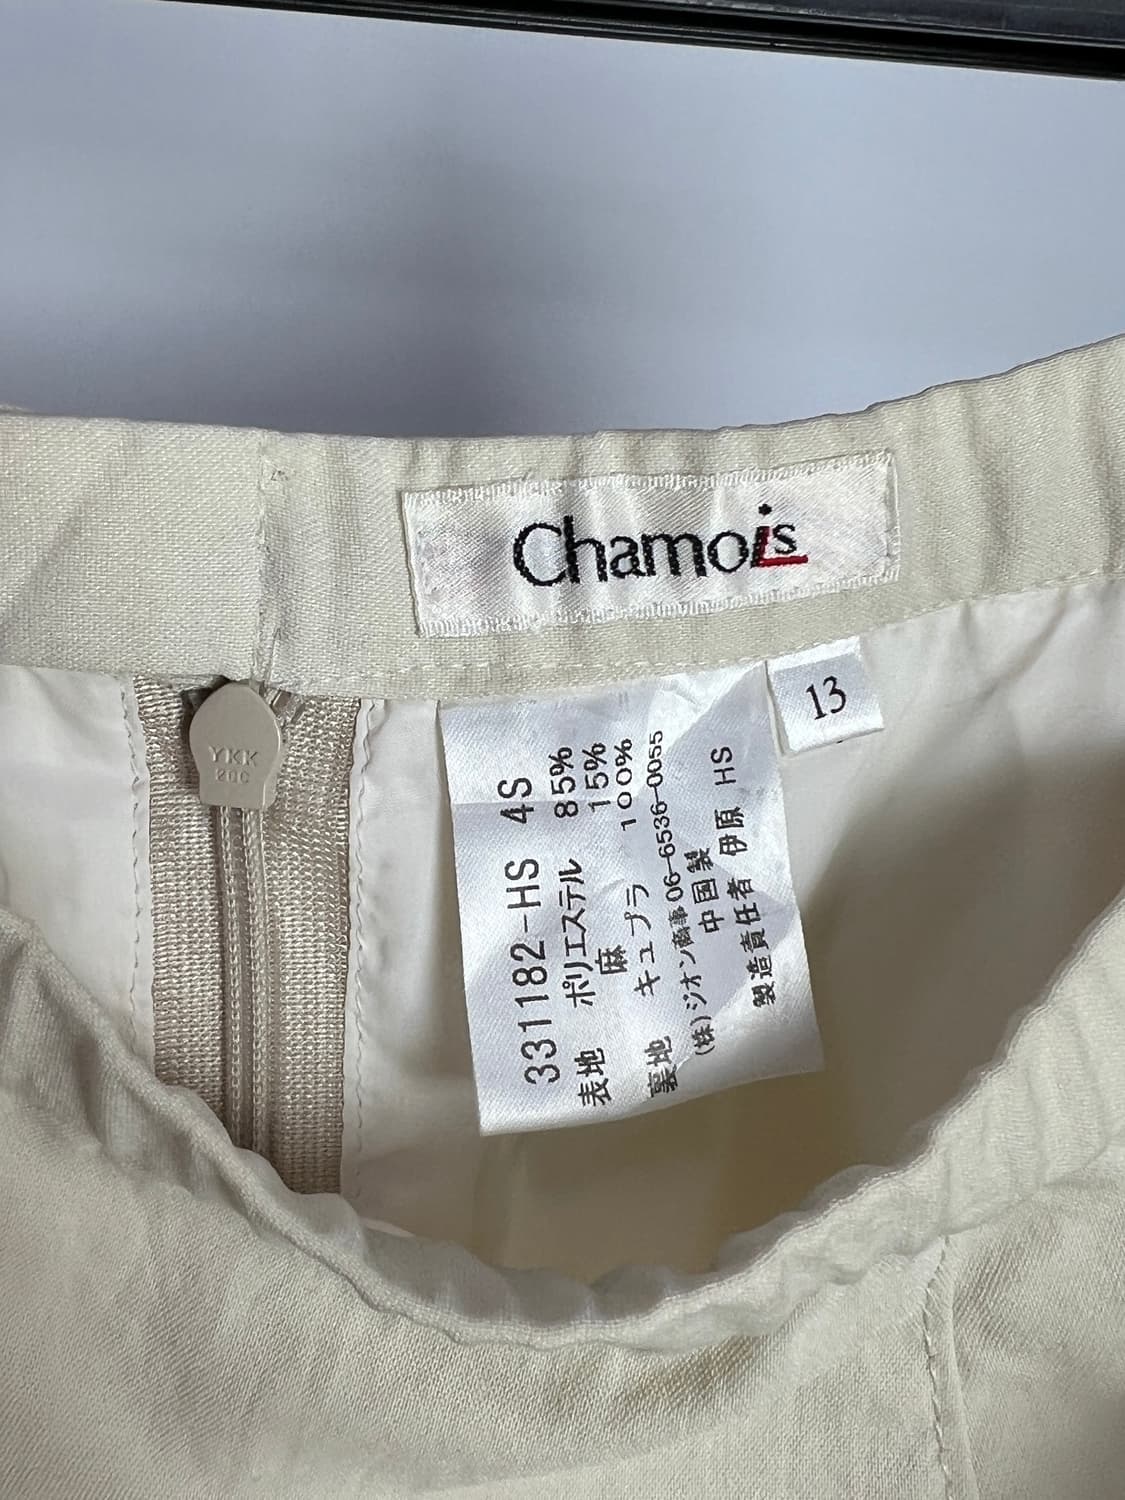 Chamois
13
YKK
20C
331182-HS 4S
表地 ポリエステル 85%
麻 15%
裏地 キュプラ 100%
(株)ジオン商事06-6536-0055
中国製
製造責任者 伊原 HS